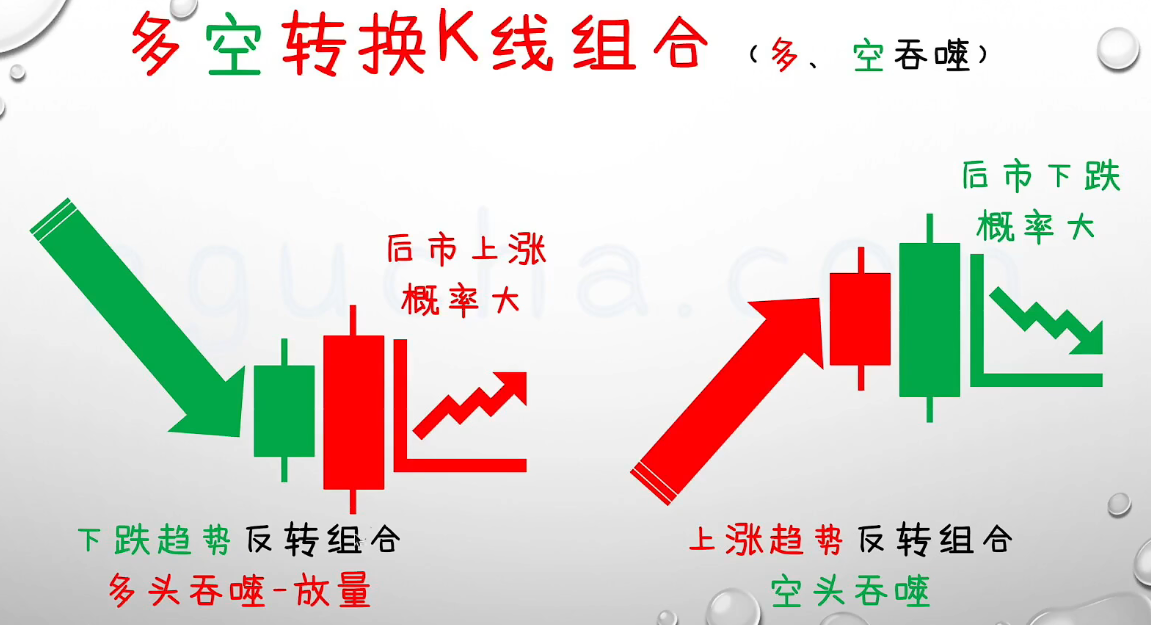 多空转换K线组合（多、空吞噬）
后市上涨
概率大
下跌趋势反转组合
多头吞噬-放量
后市下跌
概率大
上涨趋势反转组合
空头吞噬